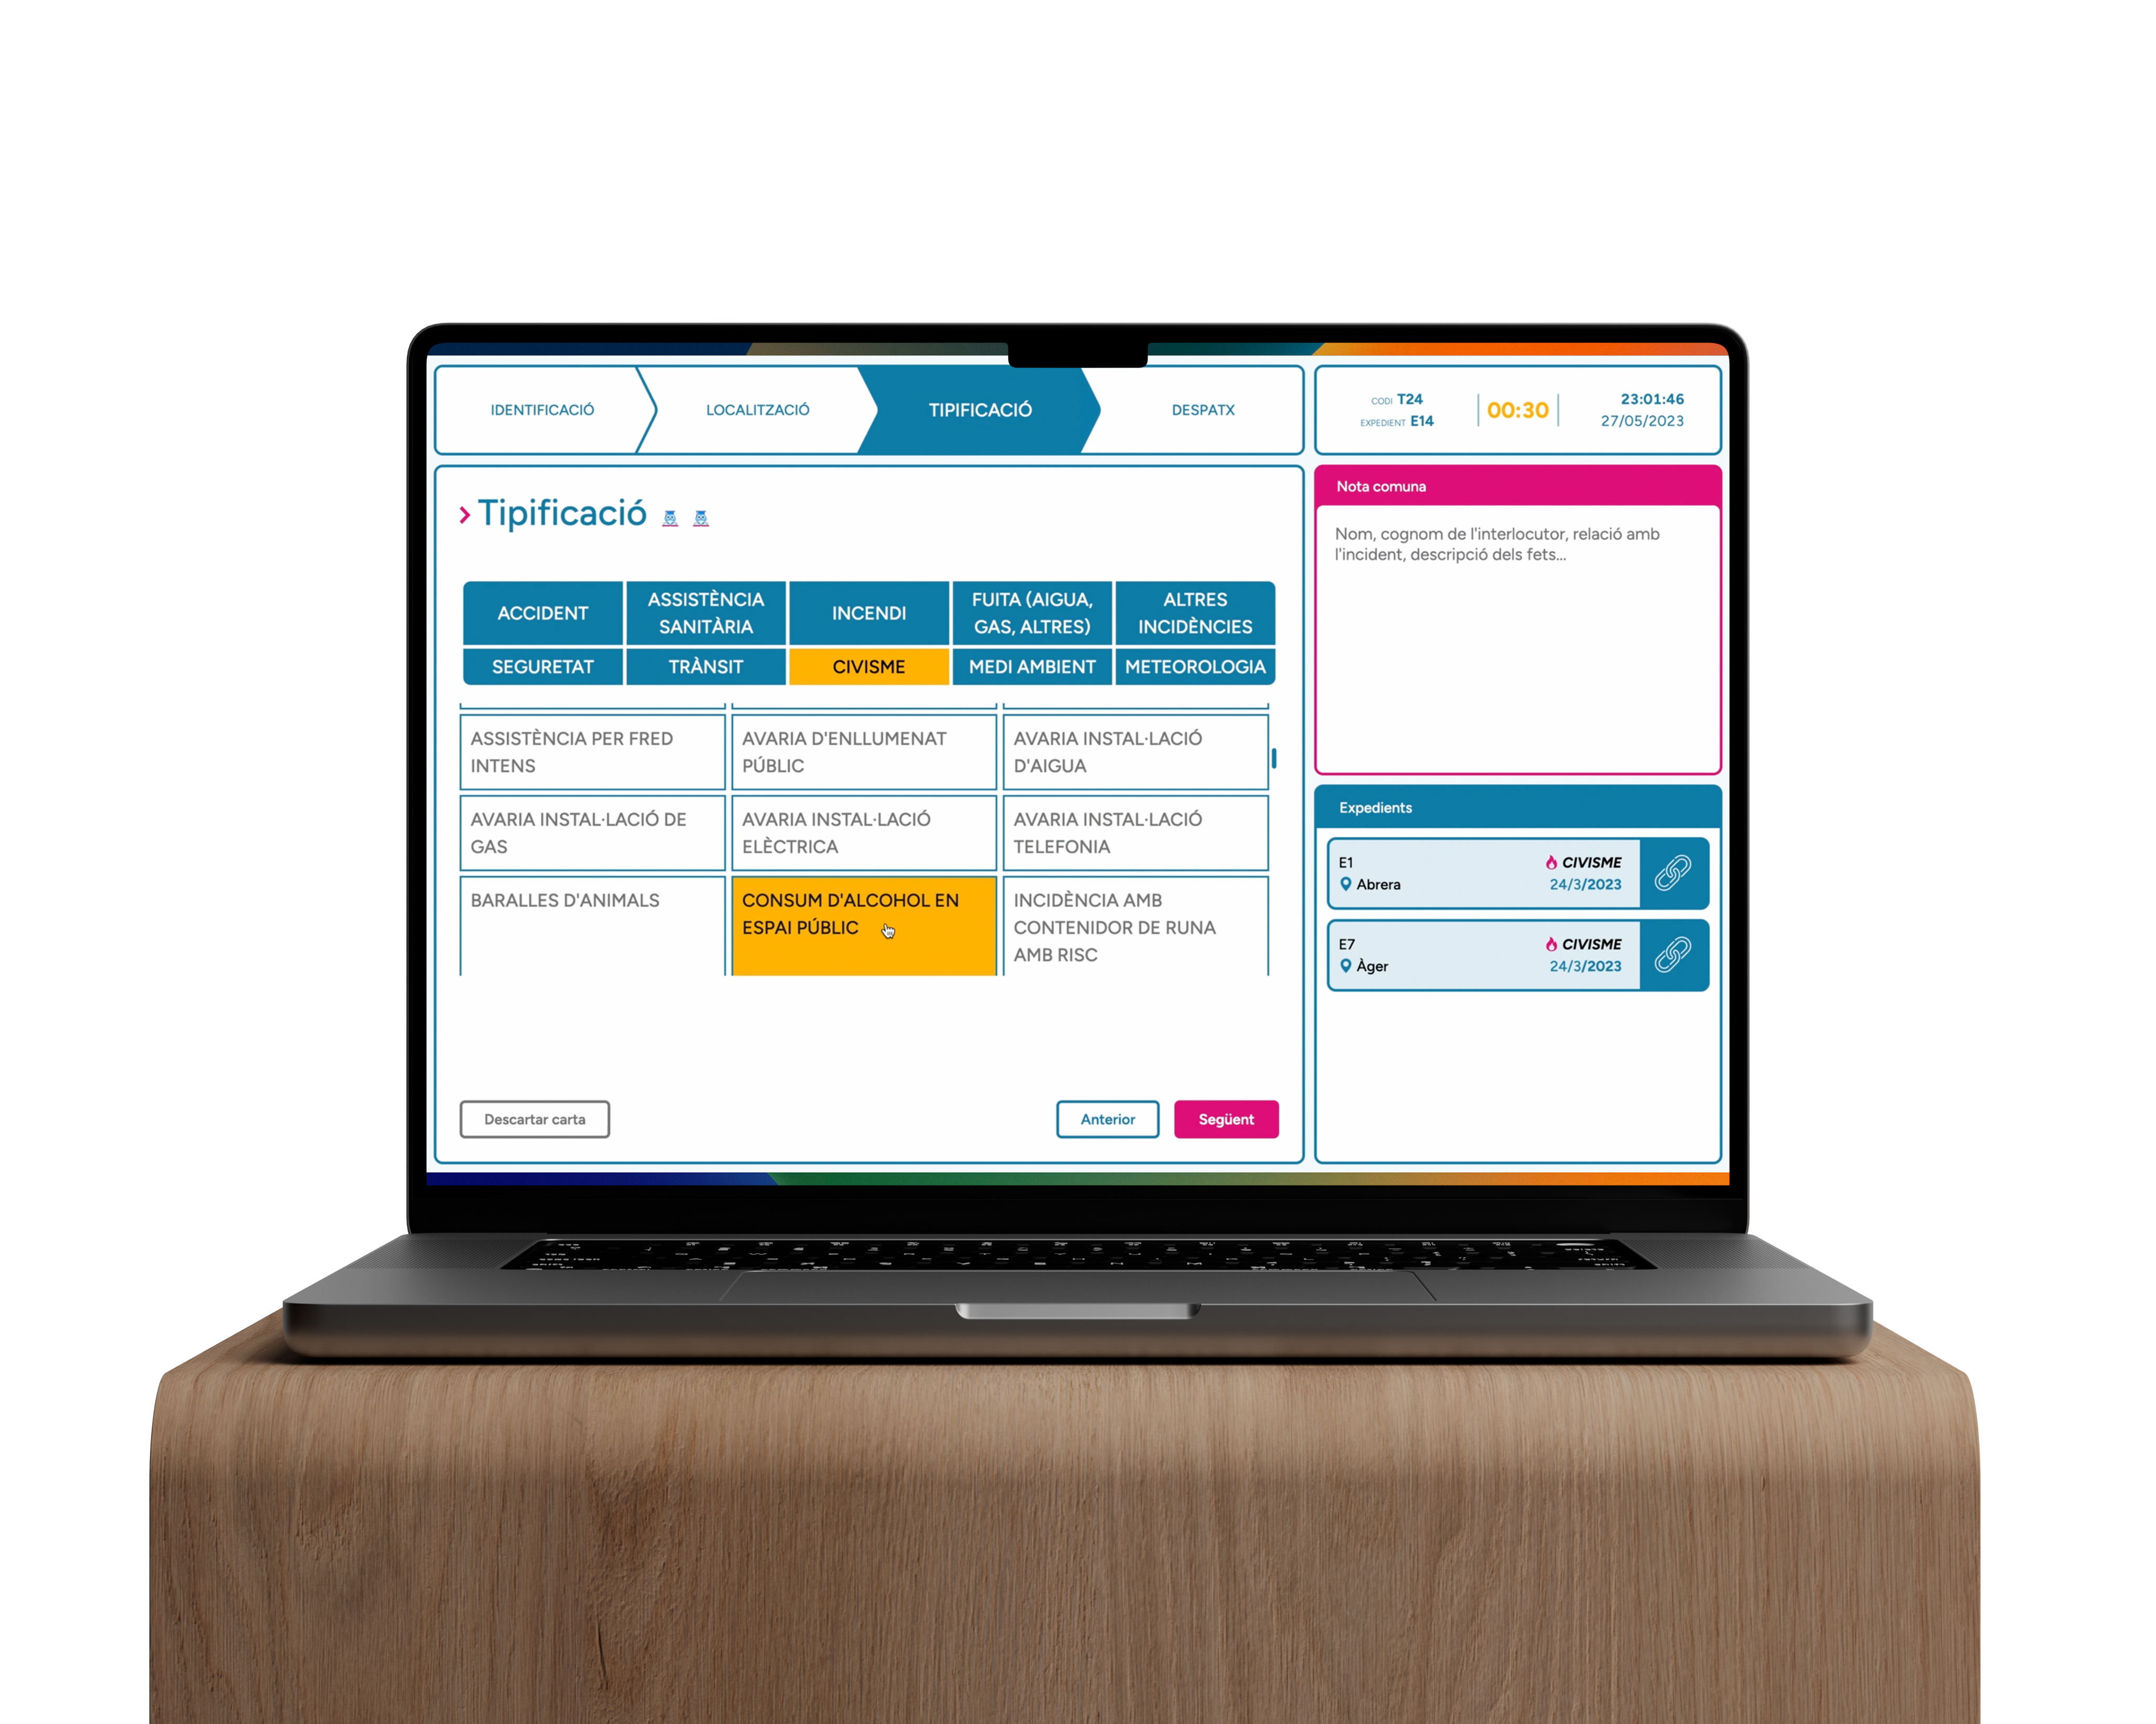 IDENTIFICACIÓ
LOCALITZACIÓ
TIPIFICACIÓ
DESPATX
CODI T24
EXPEDIENT E14
00:30
23:01:46
27/05/2023
Tipificació
ACCIDENT
ASSISTÈNCIA
SANITÀRIA
INCENDI
FUITA (AIGUA,
GAS, ALTRES)
ALTRES
INCIDÈNCIES
SEGURETAT
TRÀNSIT
CIVISME
MEDI AMBIENT
METEOROLOGIA
ASSISTÈNCIA PER FRED
INTENS
AVARIA D'ENLLUMENAT
PÚBLIC
AVARIA INSTAL·LACIÓ
D'AIGUA
AVARIA INSTAL·LACIÓ DE
GAS
AVARIA INSTAL·LACIÓ
ELÈCTRICA
AVARIA INSTAL·LACIÓ
TELEFONIA
BARALLES D'ANIMALS
CONSUM D'ALCOHOL EN
ESPAI PÚBLIC
INCIDÈNCIA AMB
CONTENIDOR DE RUNA
AMB RISC
Descartar carta
Anterior
Següent
Nota comuna
Nom, cognom de l'interlocutor, relació amb
l'incident, descripció dels fets...
Expedients
E1
CIVISME
Abrera
24/3/2023
E7
CIVISME
Àger
24/3/2023